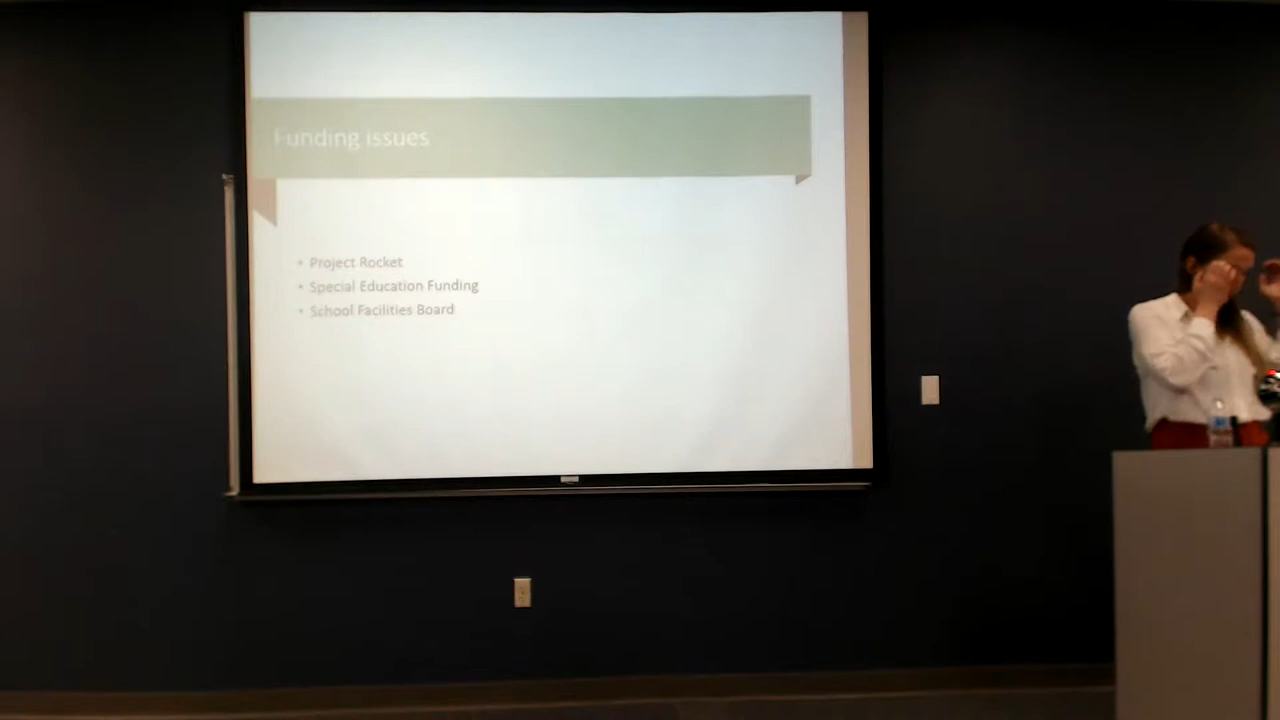 Funding issues
• Project Rocket
• Special Education Funding
• School Facilities Board